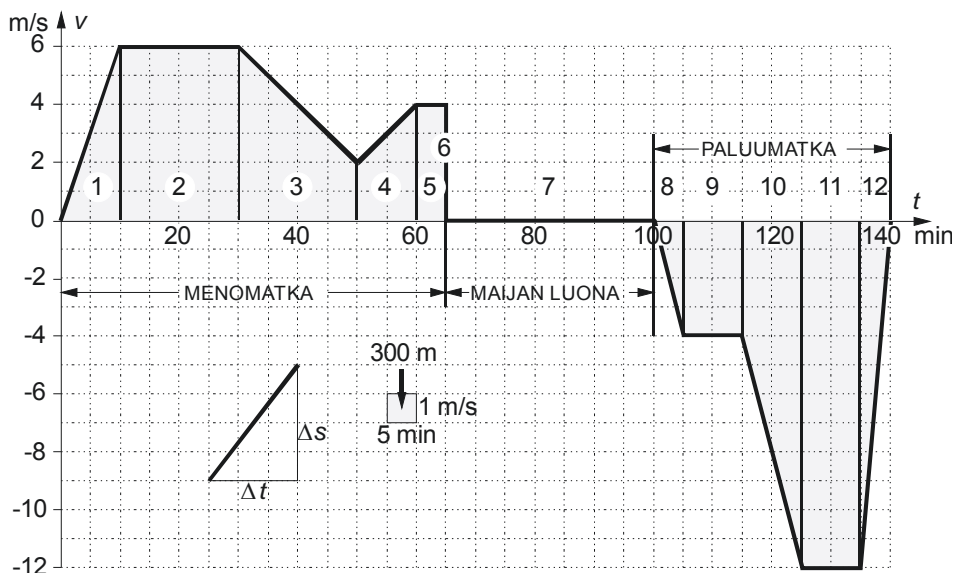 m/s v
6
4
2
0
-2
-4
-6
-8
-10
-12
1 2 3 4 5 6 7 8 9 10 11 12
PALUUMATKA
t
min
20 40 60 80 100 120 140
MENOMATKA MAIJAN LUONA
300 m
1 m/s
5 min
Δs
Δt